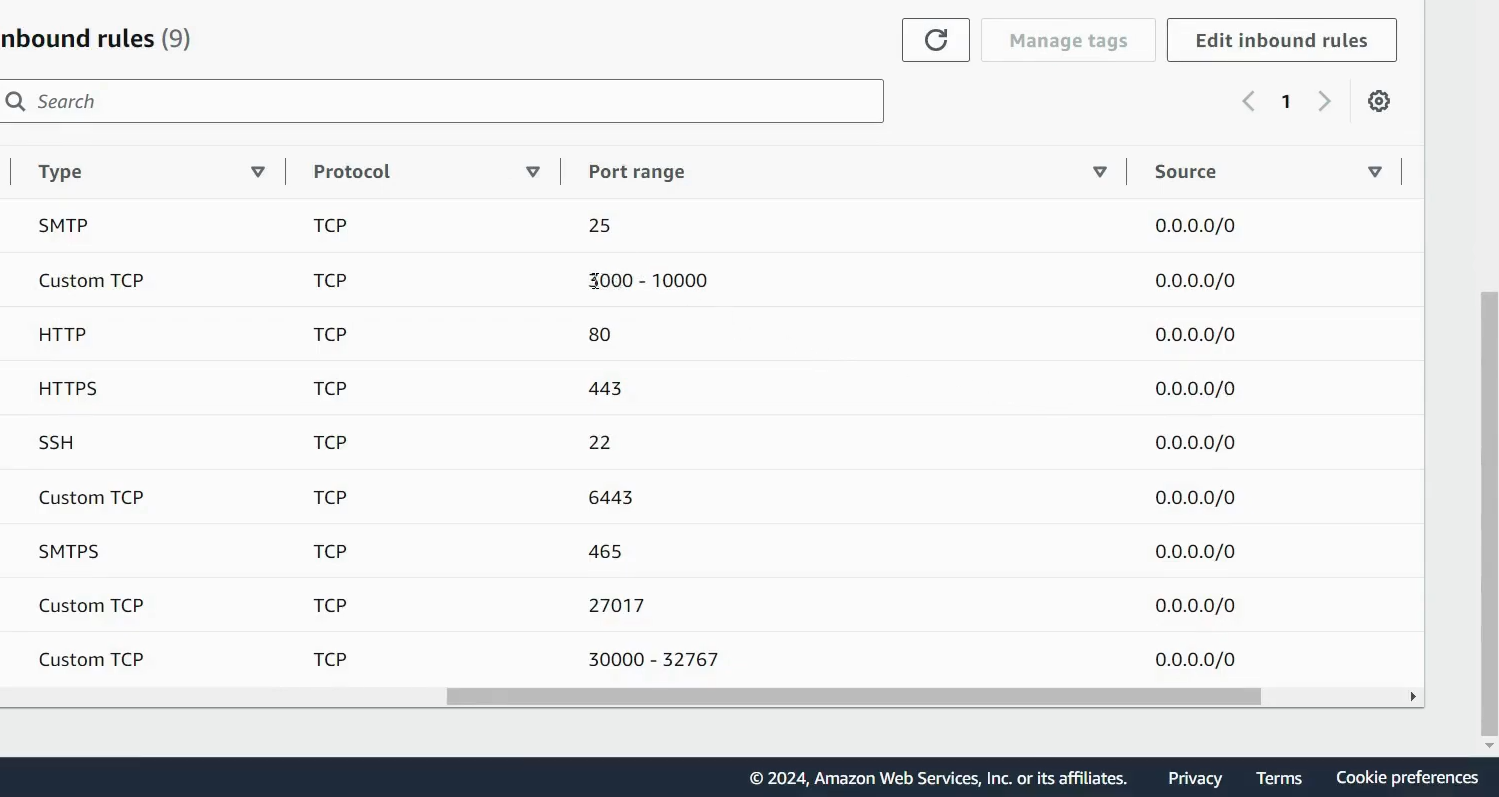 nbound rules (9)
Manage tags
Edit inbound rules
Search
1
Type Protocol Port range Source
SMTP TCP 25 0.0.0.0/0
Custom TCP TCP 3000 - 10000 0.0.0.0/0
HTTP TCP 80 0.0.0.0/0
HTTPS TCP 443 0.0.0.0/0
SSH TCP 22 0.0.0.0/0
Custom TCP TCP 6443 0.0.0.0/0
SMTPS TCP 465 0.0.0.0/0
Custom TCP TCP 27017 0.0.0.0/0
Custom TCP TCP 30000 - 32767 0.0.0.0/0
© 2024, Amazon Web Services, Inc. or its affiliates. Privacy Terms Cookie preferences